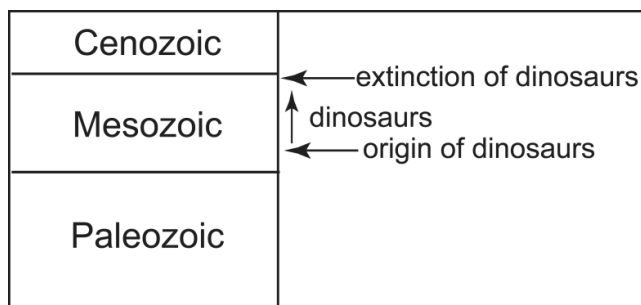 Cenozoic
extinction of dinosaurs
Mesozoic
dinosaurs
origin of dinosaurs
Paleozoic